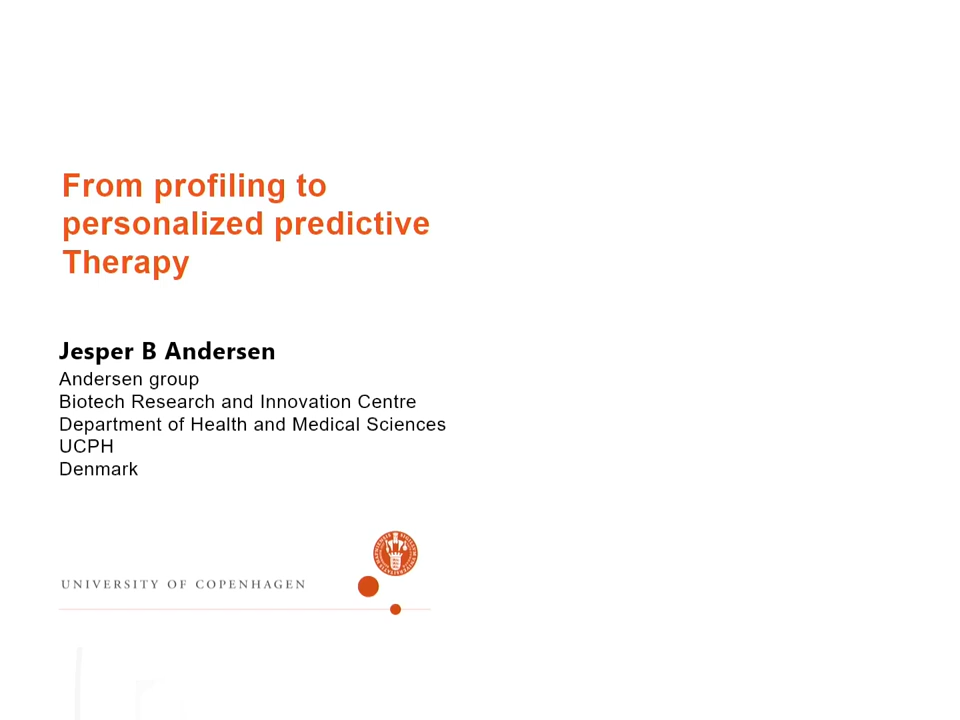 From profiling to
personalized predictive
Therapy
Jesper B Andersen
Andersen group
Biotech Research and Innovation Centre
Department of Health and Medical Sciences
UCPH
Denmark
UNIVERSITY OF COPENHAGEN